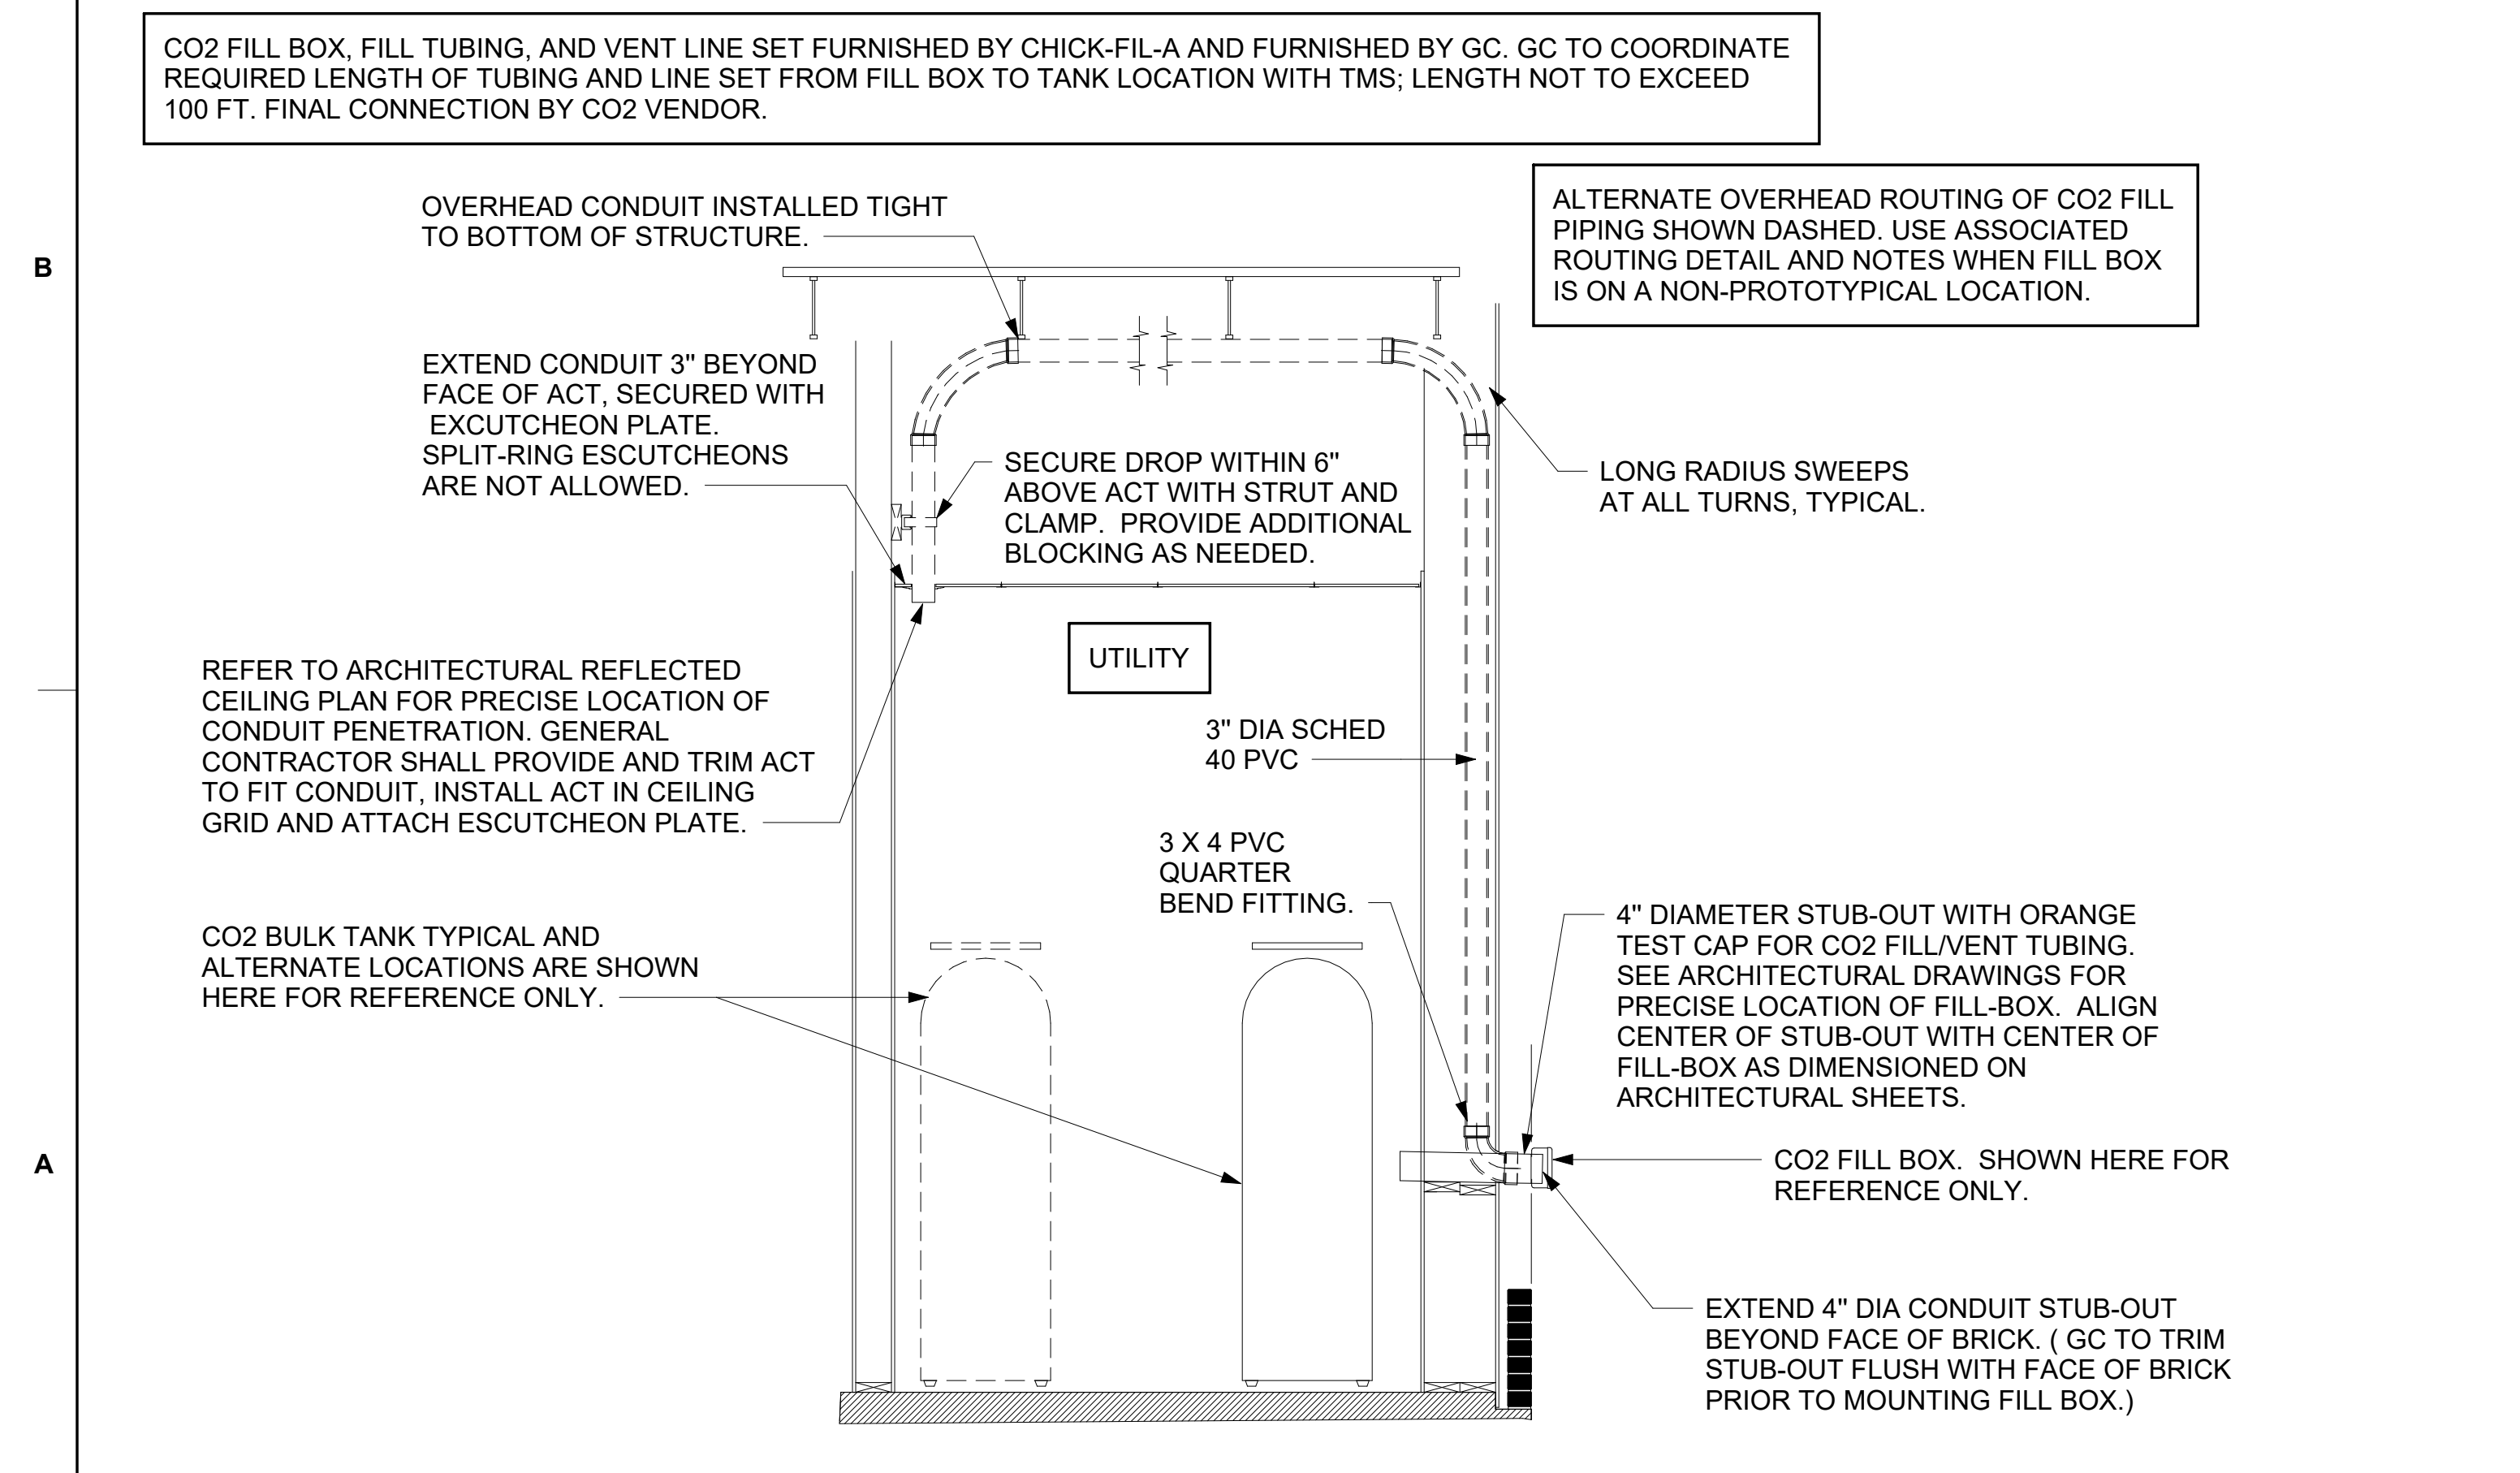 CO2 FILL BOX, FILL TUBING, AND VENT LINE SET FURNISHED BY CHICK-FIL-A AND FURNISHED BY GC. GC TO COORDINATE
REQUIRED LENGTH OF TUBING AND LINE SET FROM FILL BOX TO TANK LOCATION WITH TMS; LENGTH NOT TO EXCEED
100 FT. FINAL CONNECTION BY CO2 VENDOR.
ALTERNATE OVERHEAD ROUTING OF CO2 FILL
PIPING SHOWN DASHED. USE ASSOCIATED
ROUTING DETAIL AND NOTES WHEN FILL BOX
IS ON A NON-PROTOTYPICAL LOCATION.
OVERHEAD CONDUIT INSTALLED TIGHT
TO BOTTOM OF STRUCTURE.
B
EXTEND CONDUIT 3" BEYOND
FACE OF ACT, SECURED WITH
EXCUTCHEON PLATE.
SPLIT-RING ESCUTCHEONS
ARE NOT ALLOWED.
SECURE DROP WITHIN 6"
ABOVE ACT WITH STRUT AND
CLAMP.  PROVIDE ADDITIONAL
BLOCKING AS NEEDED.
LONG RADIUS SWEEPS
AT ALL TURNS, TYPICAL.
UTILITY
REFER TO ARCHITECTURAL REFLECTED
CEILING PLAN FOR PRECISE LOCATION OF
CONDUIT PENETRATION. GENERAL
CONTRACTOR SHALL PROVIDE AND TRIM ACT
TO FIT CONDUIT, INSTALL ACT IN CEILING
GRID AND ATTACH ESCUTCHEON PLATE.
3" DIA SCHED
40 PVC
3 X 4 PVC
QUARTER
BEND FITTING.
CO2 BULK TANK TYPICAL AND
ALTERNATE LOCATIONS ARE SHOWN
HERE FOR REFERENCE ONLY.
4" DIAMETER STUB-OUT WITH ORANGE
TEST CAP FOR CO2 FILL/VENT TUBING.
SEE ARCHITECTURAL DRAWINGS FOR
PRECISE LOCATION OF FILL-BOX.  ALIGN
CENTER OF STUB-OUT WITH CENTER OF
FILL-BOX AS DIMENSIONED ON
ARCHITECTURAL SHEETS.
A
CO2 FILL BOX.  SHOWN HERE FOR
REFERENCE ONLY.
EXTEND 4" DIA CONDUIT STUB-OUT
BEYOND FACE OF BRICK. ( GC TO TRIM
STUB-OUT FLUSH WITH FACE OF BRICK
PRIOR TO MOUNTING FILL BOX.)